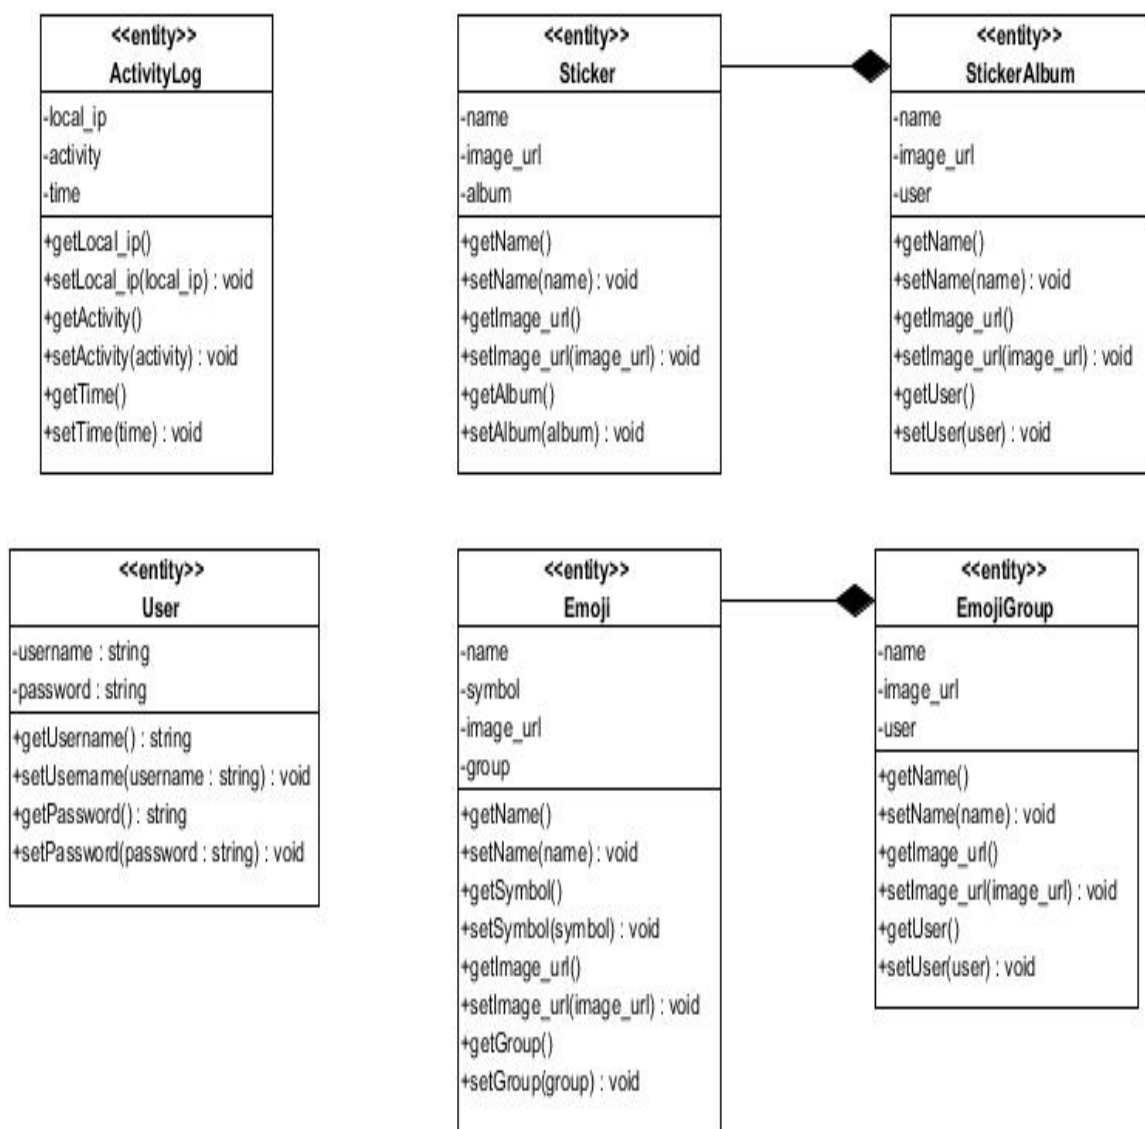 <<entity>>
ActivityLog
-local_ip
-activity
-time
+getLocal_ip()
+setLocal_ip(local_ip) : void
+getActivity()
+setActivity(activity) : void
+getTime()
+setTime(time) : void
<<entity>>
Sticker
-name
-image_url
-album
+getName()
+setName(name) : void
+getImage_url()
+setImage_url(image_url) : void
+getAlbum()
+setAlbum(album) : void
<<entity>>
StickerAlbum
-name
-image_url
-user
+getName()
+setName(name) : void
+getImage_url()
+setImage_url(image_url) : void
+getUser()
+setUser(user) : void
<<entity>>
User
-username : string
-password : string
+getUsername() : string
+setUsername(username : string) : void
+getPassword() : string
+setPassword(password : string) : void
<<entity>>
Emoji
-name
-symbol
-image_url
-group
+getName()
+setName(name) : void
+getSymbol()
+setSymbol(symbol) : void
+getImage_url()
+setImage_url(image_url) : void
+getGroup()
+setGroup(group) : void
<<entity>>
EmojiGroup
-name
-image_url
-user
+getName()
+setName(name) : void
+getImage_url()
+setImage_url(image_url) : void
+getUser()
+setUser(user) : void